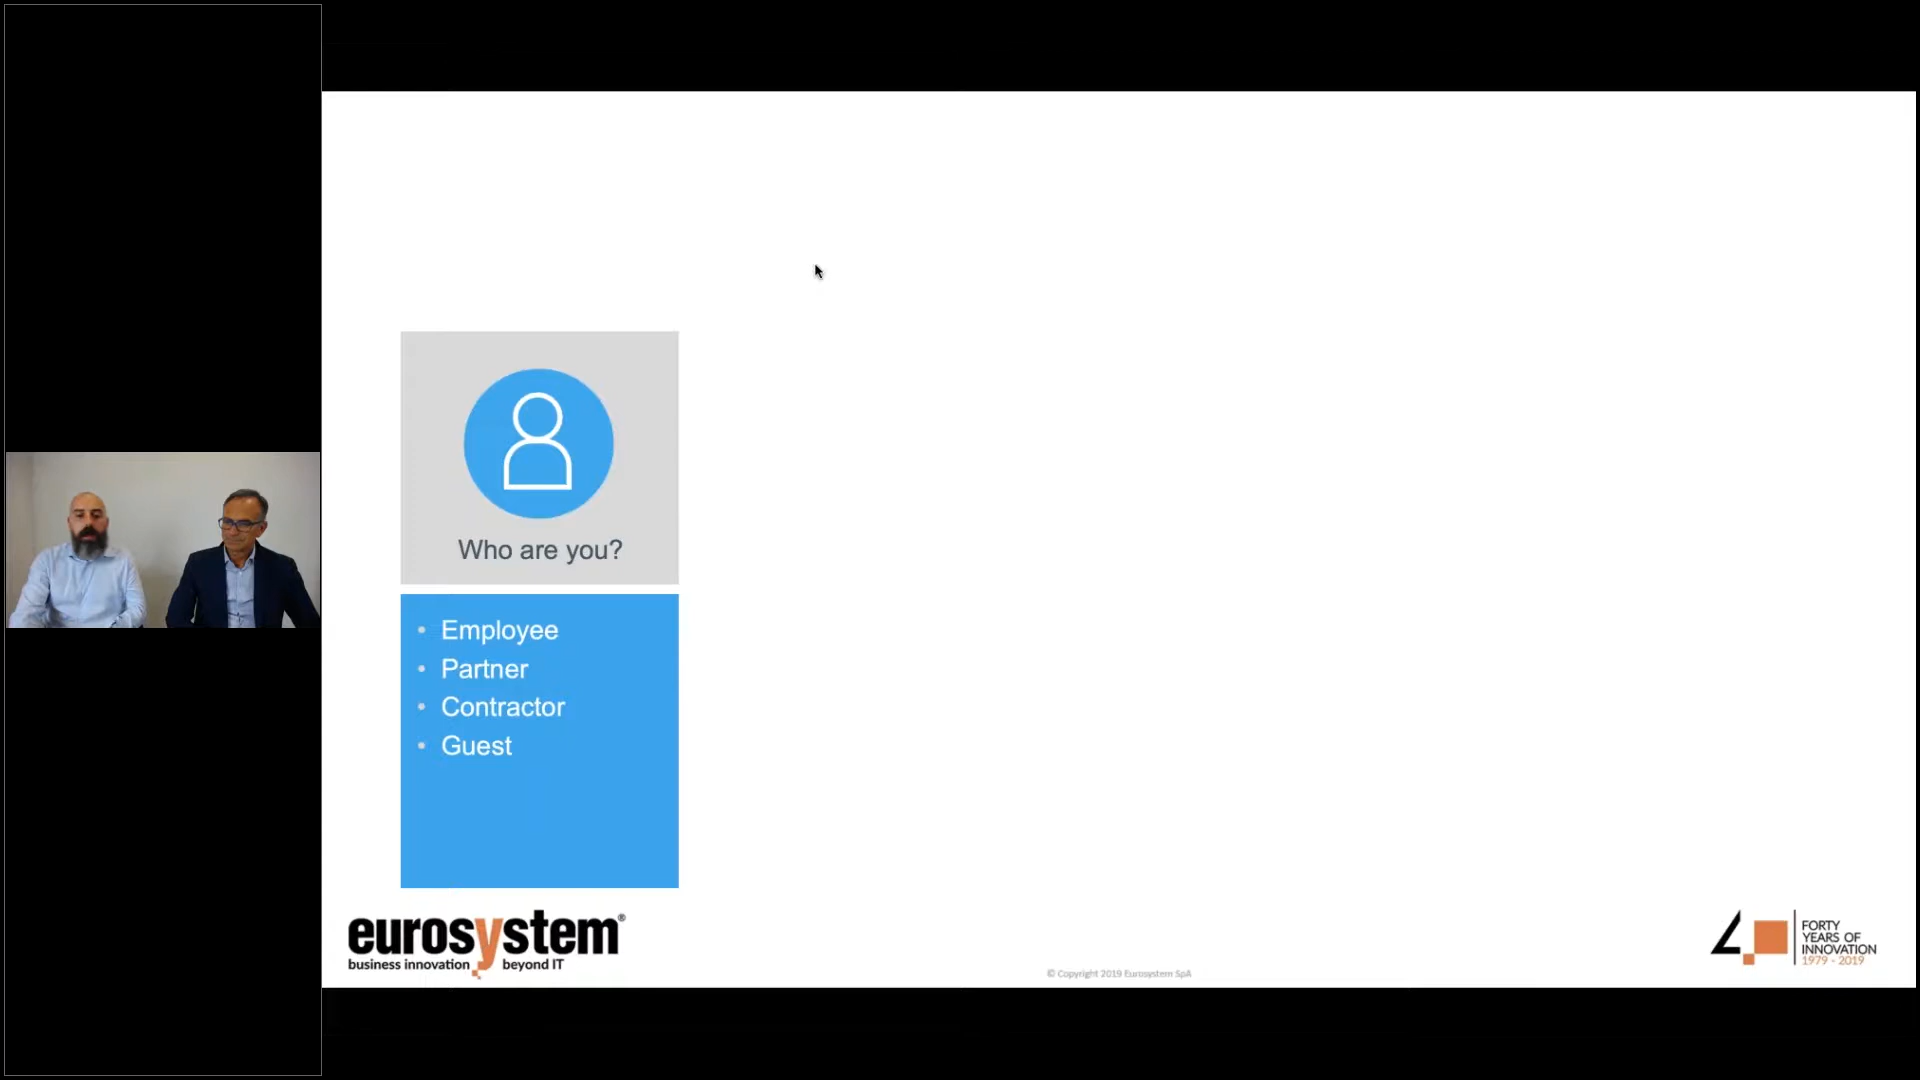 Who are you?
• Employee
• Partner
• Contractor
• Guest
eurosystem®
business innovation beyond IT
© Copyright 2019 Eurosystem SpA
40
FORTY
YEARS OF
INNOVATION
1979 - 2019